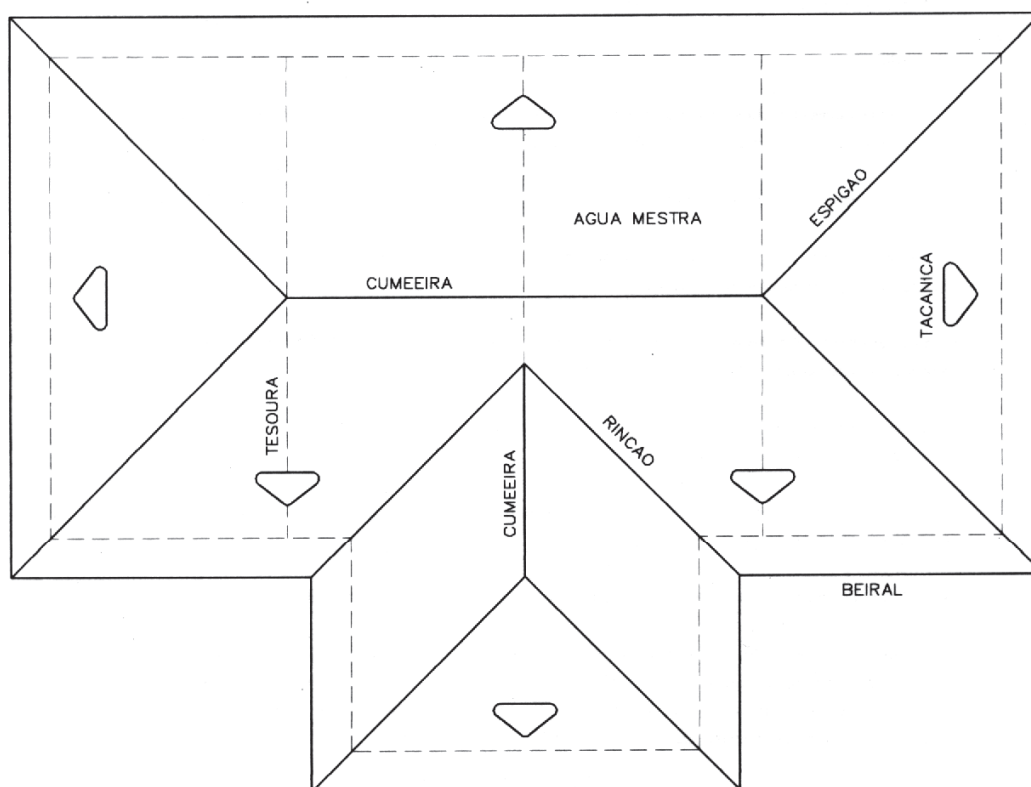 ESPIGAO
AGUA MESTRA
CUMEEIRA
TACANICA
TESOURA
RINCAO
CUMEEIRA
BEIRAL